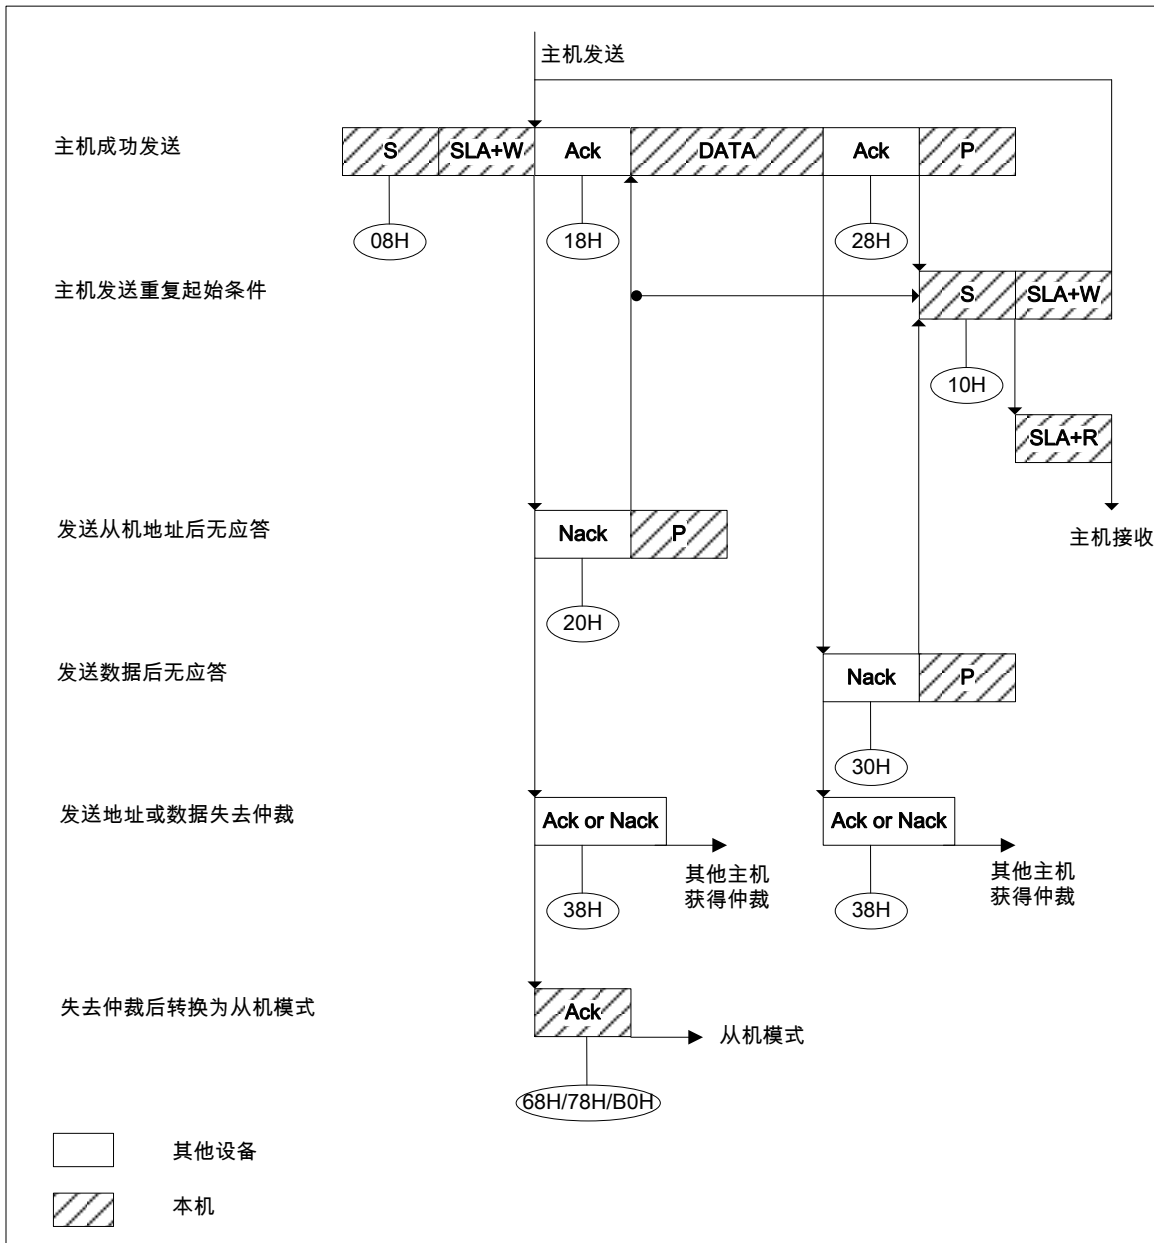 主机发送
主机成功发送
S SLA+W Ack DATA Ack P
08H 18H 28H
主机发送重复起始条件
S SLA+W
10H
SLA+R
发送从机地址后无应答
Nack P
主机接收
20H
发送数据后无应答
Nack P
30H
发送地址或数据失去仲裁
Ack or Nack Ack or Nack
其他主机
获得仲裁
其他主机
获得仲裁
38H 38H
失去仲裁后转换为从机模式
Ack
从机模式
68H/78H/B0H
其他设备
本机